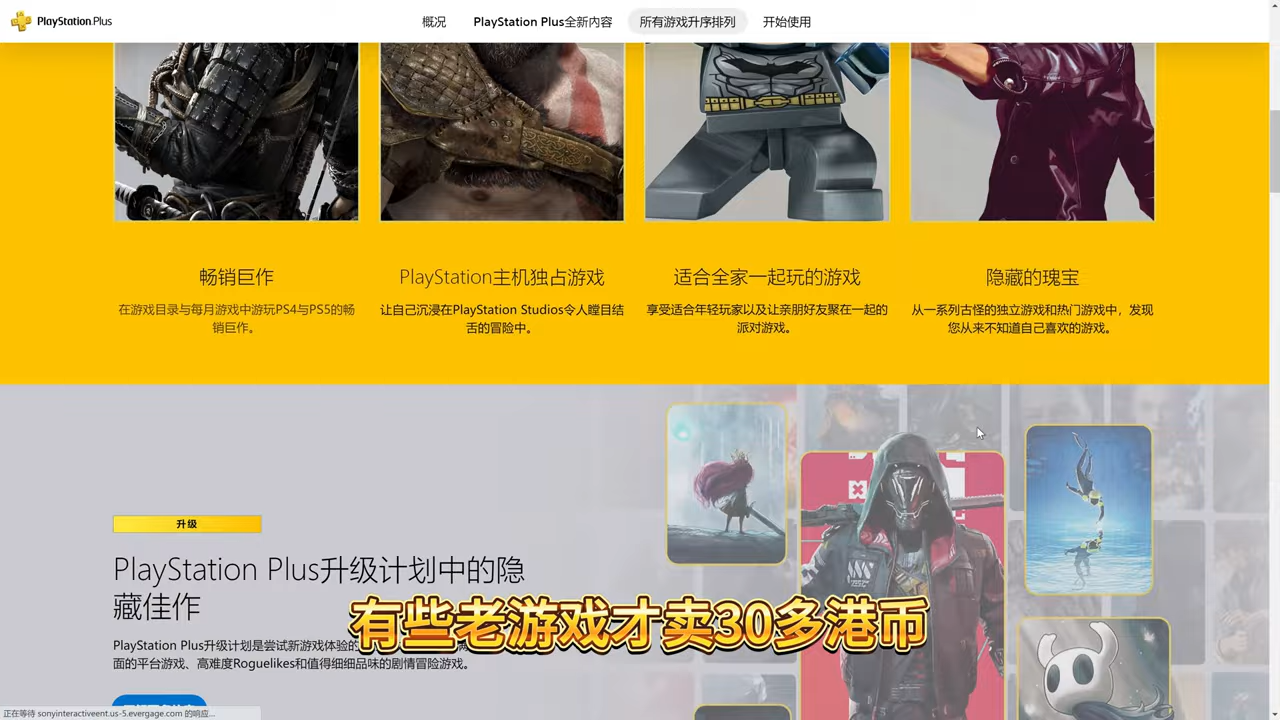 PlayStation.Plus
概况
PlayStation Plus全新内容
所有游戏升序排列
开始使用
畅销巨作
在游戏目录与每月游戏中游玩PS4与PS5的畅
销巨作。
PlayStation主机独占游戏
让自己沉浸在PlayStation Studios令人瞠目结
舌的冒险中。
适合全家一起玩的游戏
享受适合年轻玩家以及让亲朋好友聚在一起的
派对游戏。
隐藏的瑰宝
从一系列古怪的独立游戏和热门游戏中，发现
您从来不知道自己喜欢的游戏。
升级
PlayStation Plus升级计划中的隐
藏佳作
有些老游戏才卖30多港币
PlayStation Plus升级计划是尝试新游戏体验的
面的平台游戏、高难度Roguelikes和值得细细品味的剧情冒险游戏。
正在等待 sonyinteractiveent.us-5.evergage.com 的响应...